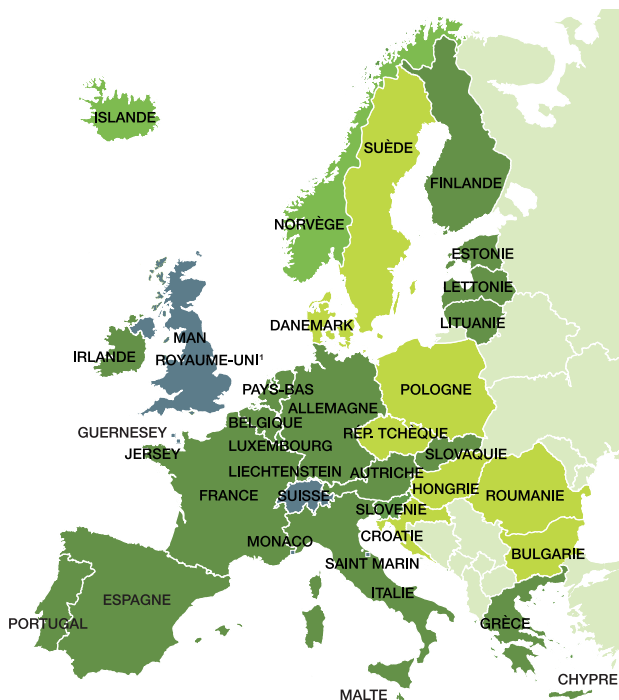 ISLANDE
SUÈDE
FINLANDE
NORVÈGE
ESTONIE
LETTONIE
LITUANIE
DANEMARK
MAN
ROYAUME-UNI¹
IRLANDE
PAYS-BAS
POLOGNE
ALLEMAGNE
BELGIQUE
GUERNESEY
RÉP. TCHÈQUE
LUXEMBOURG
JERSEY
SLOVAQUIE
LIECHTENSTEIN
AUTRICHE
FRANCE
SUISSE
HONGRIE
ROUMANIE
SLOVENIE
CROATIE
MONACO
BULGARIE
SAINT MARIN
ITALIE
ESPAGNE
PORTUGAL
GRÈCE
CHYPRE
MALTE